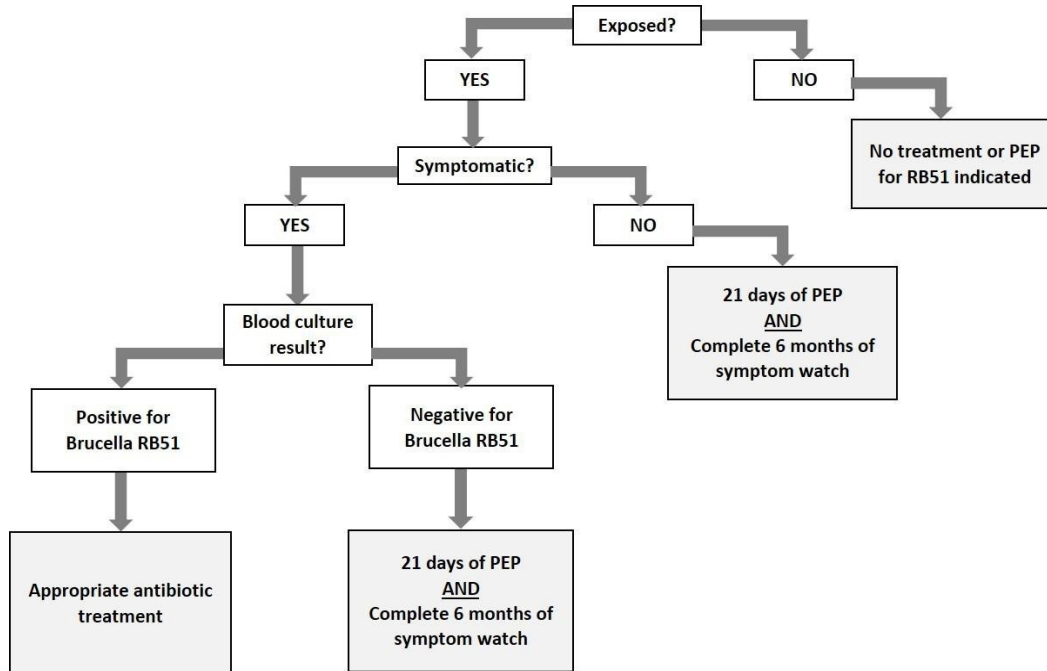 Exposed?
YES
NO
No treatment or PEP
for RB51 indicated
Symptomatic?
YES
NO
21 days of PEP
AND
Complete 6 months of
symptom watch
Blood culture
result?
Positive for
Brucella RB51
Negative for
Brucella RB51
Appropriate antibiotic
treatment
21 days of PEP
AND
Complete 6 months of
symptom watch